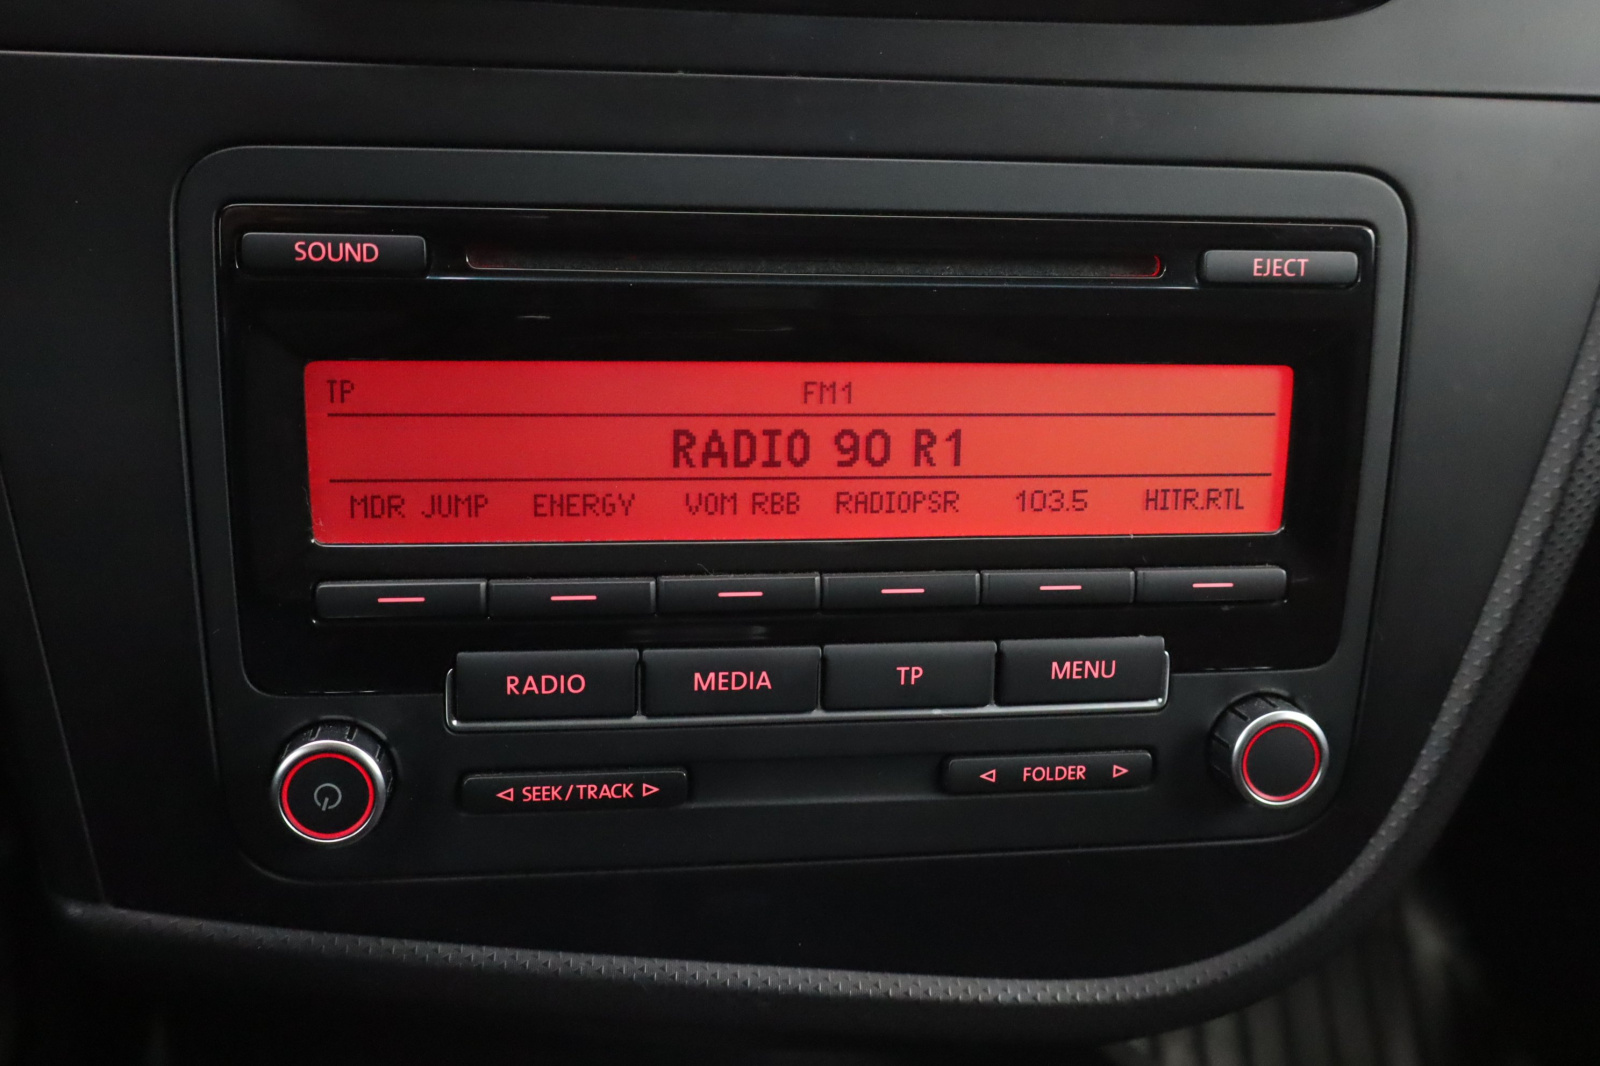 SOUND EJECT
TP FM1
RADIO 90 R1
MDR JUMP ENERGY VOM RBB RADIOPSR 103.5 HITR.RTL
RADIO MEDIA TP MENU
SEEK/TRACK FOLDER